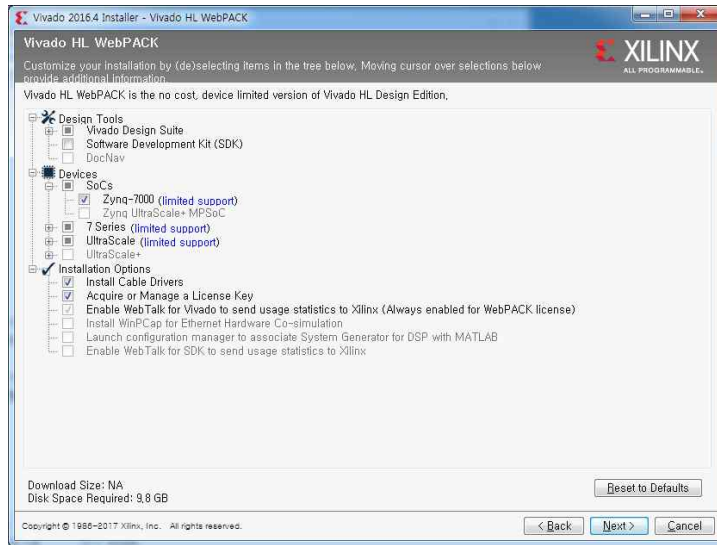 Vivado 2016.4 Installer - Vivado HL WebPACK
Vivado HL WebPACK
Customize your installation by (de)selecting items in the tree below. Moving cursor over selections below
provide additional information.
XILINX
ALL PROGRAMMABLE.
Vivado HL WebPACK is the no cost, device limited version of Vivado HL Design Edition.
Design Tools
Vivado Design Suite
Software Development Kit (SDK)
DocNav
Devices
SoCs
Zynq-7000 (limited support)
Zynq UltraScale+ MPSoC
7 Series (limited support)
UltraScale (limited support)
UltraScale+
Installation Options
Install Cable Drivers
Acquire or Manage a License Key
Enable WebTalk for Vivado to send usage statistics to Xilinx (Always enabled for WebPACK license)
Install WinPCap for Ethernet Hardware Co-simulation
Launch configuration manager to associate System Generator for DSP with MATLAB
Enable WebTalk for SDK to send usage statistics to Xilinx
Download Size: NA
Disk Space Required: 9.8 GB
Reset to Defaults
Copyright © 1986-2017 Xilinx, Inc. All rights reserved.
< Back
Next >
Cancel